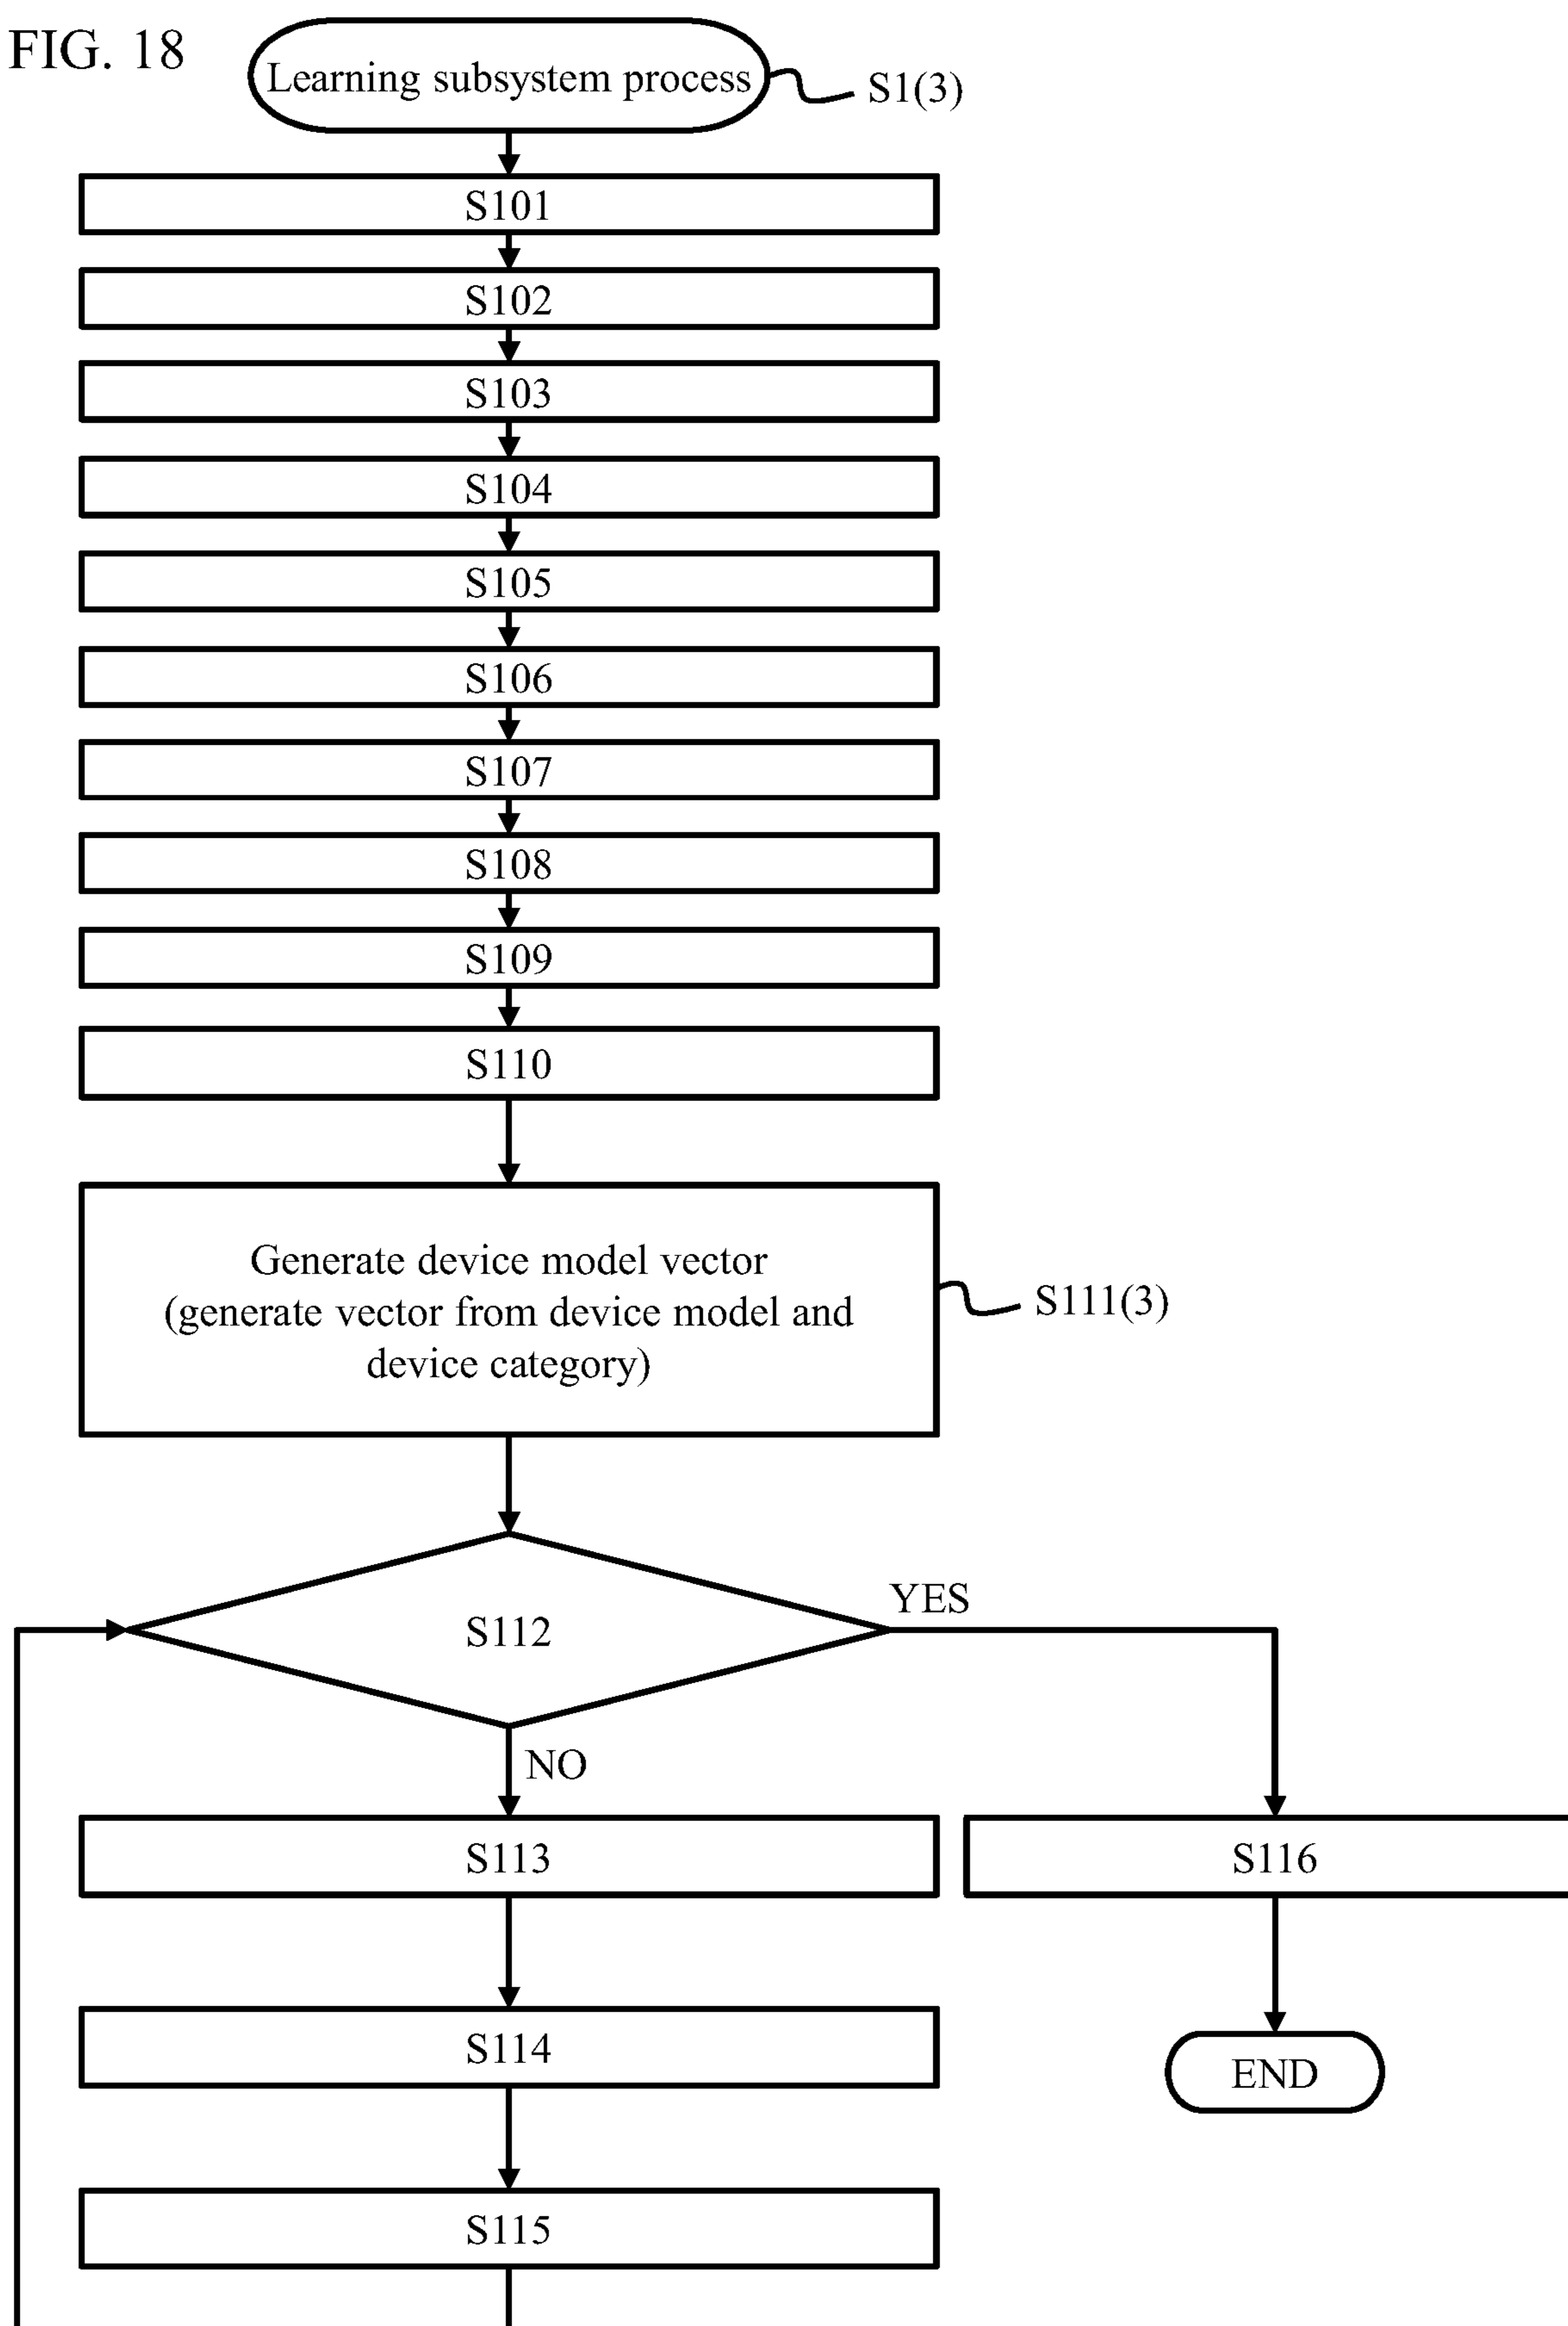 FIG. 18
Learning subsystem process
S1(3)
S101
S102
S103
S104
S105
S106
S107
S108
S109
S110
Generate device model vector
(generate vector from device model and
device category)
S111(3)
S112
YES
NO
S113
S116
S114
END
S115